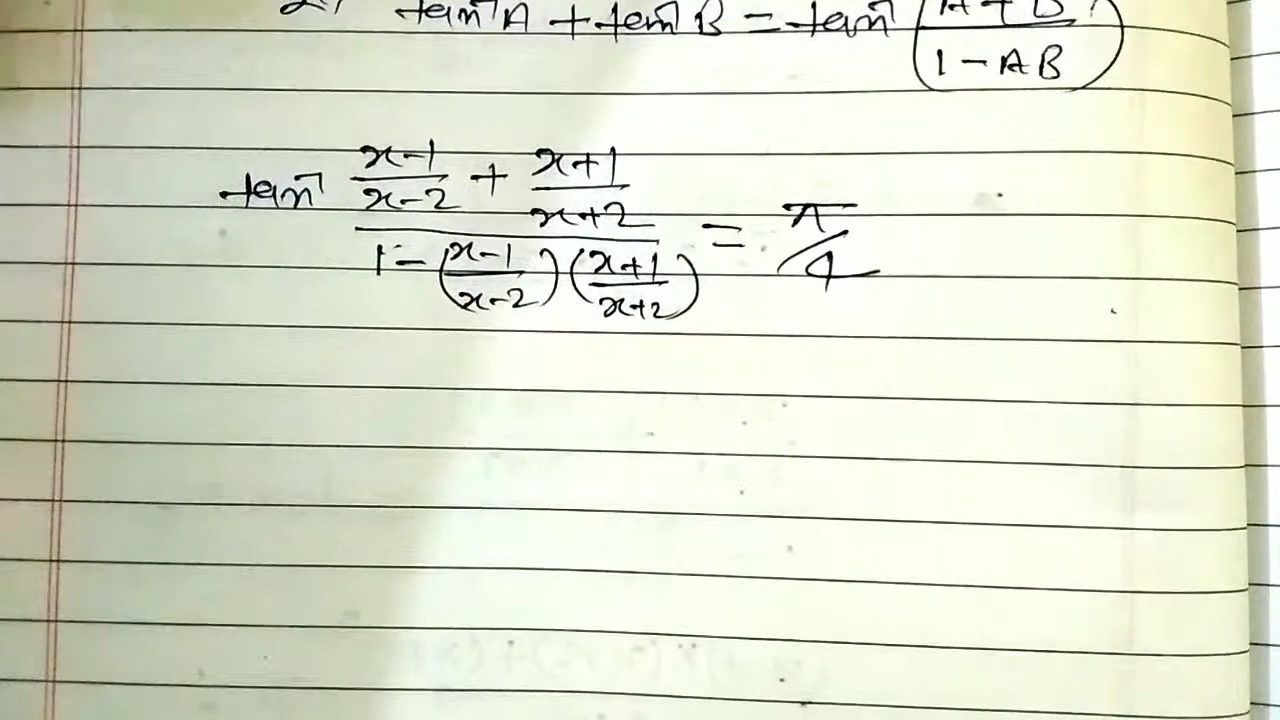 tan⁻¹A + tan⁻¹B = tan⁻¹ (A+B / 1-AB)
tan⁻¹ (x-1)/(x-2) + (x+1)/(x+2)
1 - ((x-1)/(x-2)) ((x+1)/(x+2)) = π/4